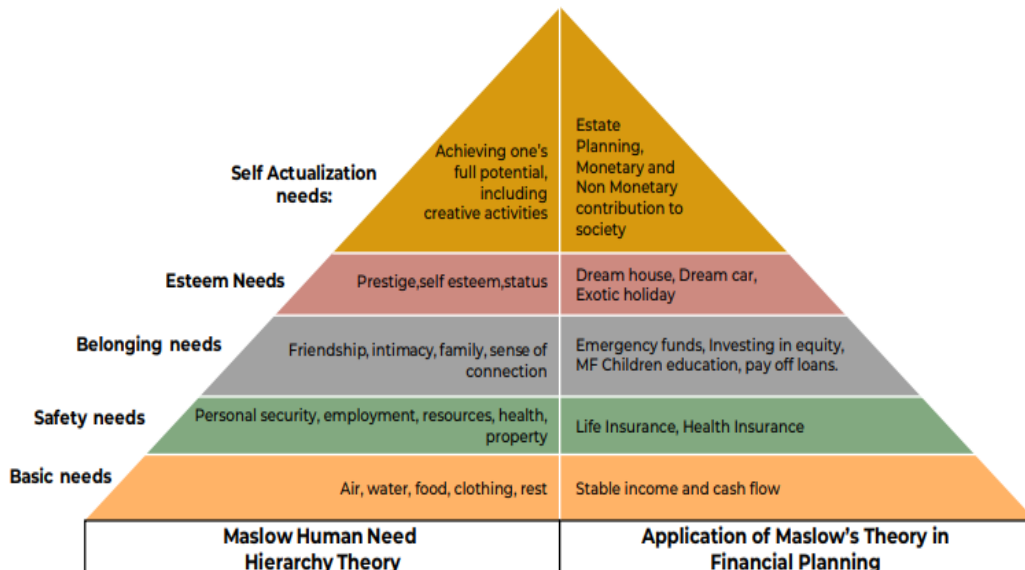 Self Actualization
needs:
Achieving one's
full potential,
including
creative activities
Estate
Planning,
Monetary and
Non Monetary
contribution to
society
Esteem Needs
Prestige,self esteem,status
Dream house, Dream car,
Exotic holiday
Belonging needs
Friendship, intimacy, family, sense of
connection
Emergency funds, Investing in equity,
MF Children education, pay off loans.
Safety needs
Personal security, employment, resources, health,
property
Life Insurance, Health Insurance
Basic needs
Air, water, food, clothing, rest
Stable income and cash flow
Maslow Human Need
Hierarchy Theory
Application of Maslow's Theory in
Financial Planning